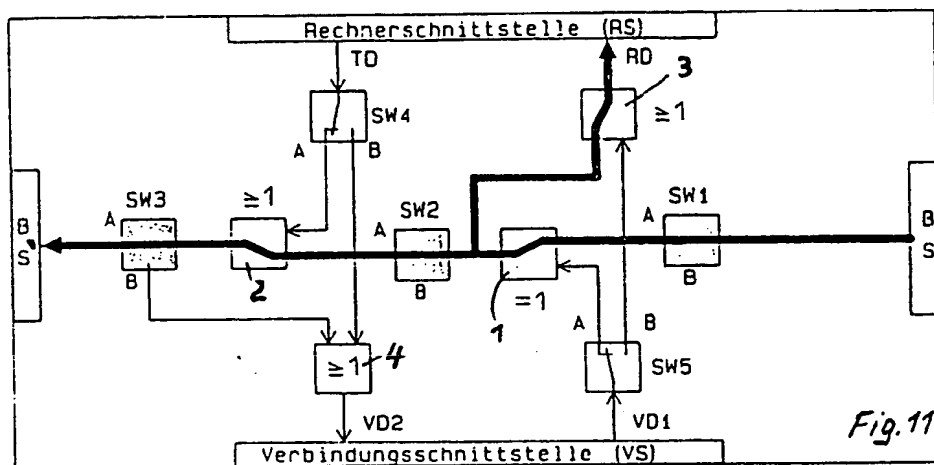 Rechnerschnittstelle (RS)
TD
RD
3
SW4
≥1
A
B
B
S
SW3
A
B
≥1
2
SW2
A
B
=1
1
SW1
A
B
B
S
A
B
≥1
4
SW5
VD2
VD1
Verbindungsschnittstelle (VS)
Fig. 11